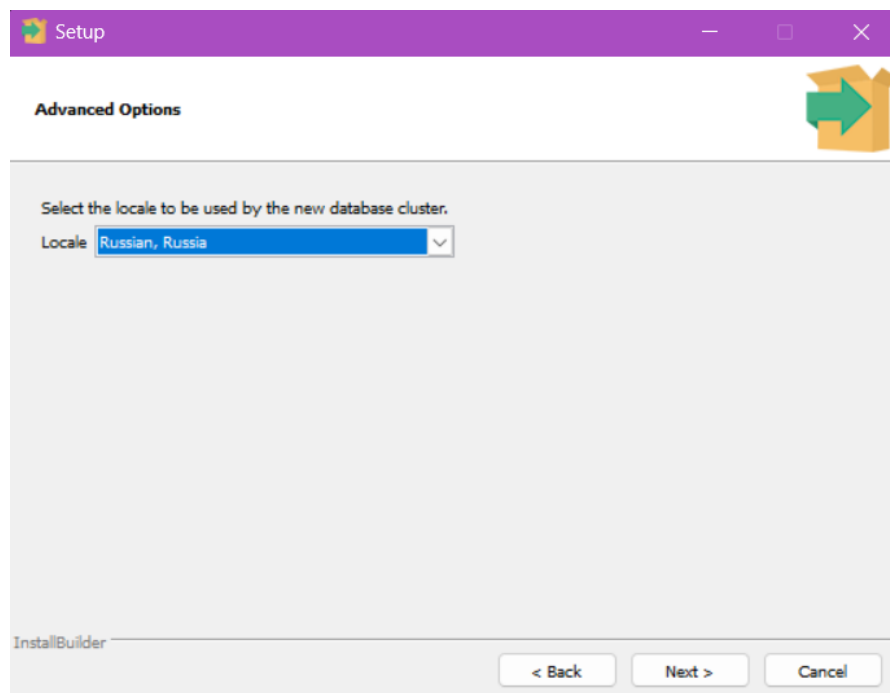 Setup
Advanced Options
Select the locale to be used by the new database cluster.
Locale Russian, Russia
InstallBuilder
< Back Next > Cancel